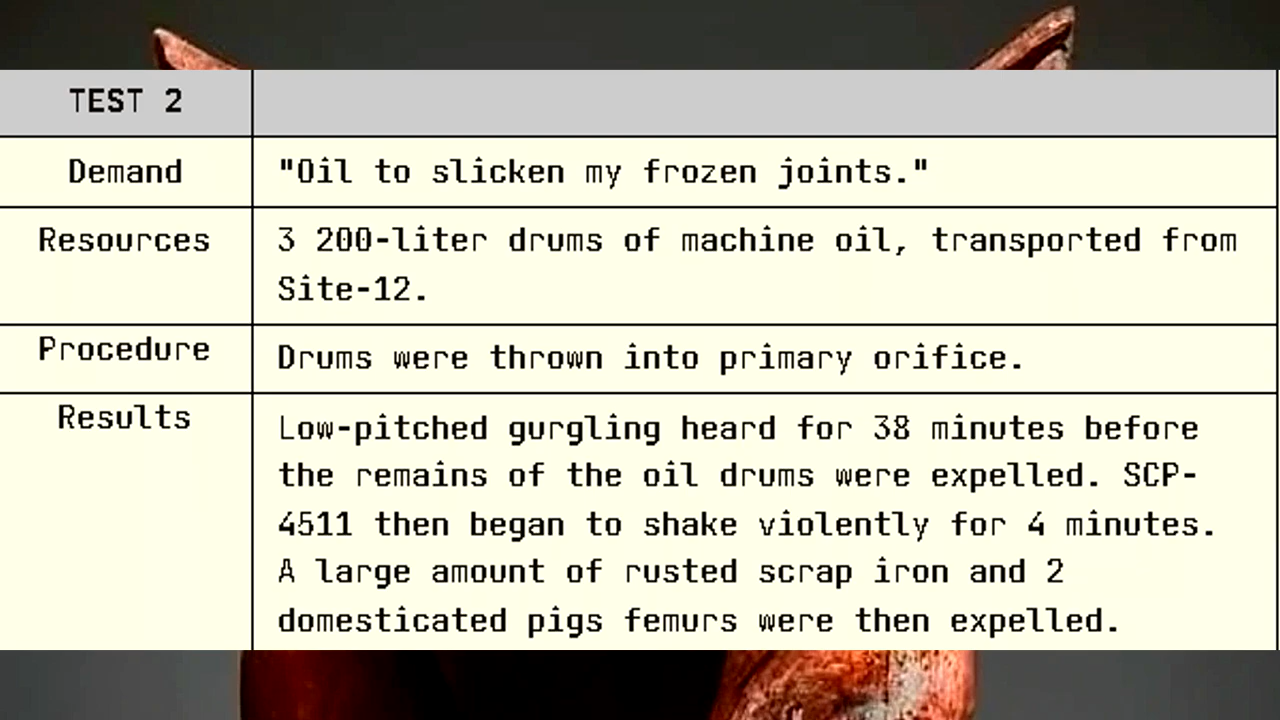 TEST 2
Demand
"Oil to slicken my frozen joints."
Resources
3 200-liter drums of machine oil, transported from
Site-12.
Procedure
Drums were thrown into primary orifice.
Results
Low-pitched gurgling heard for 38 minutes before
the remains of the oil drums were expelled. SCP-
4511 then began to shake violently for 4 minutes.
A large amount of rusted scrap iron and 2
domesticated pigs femurs were then expelled.